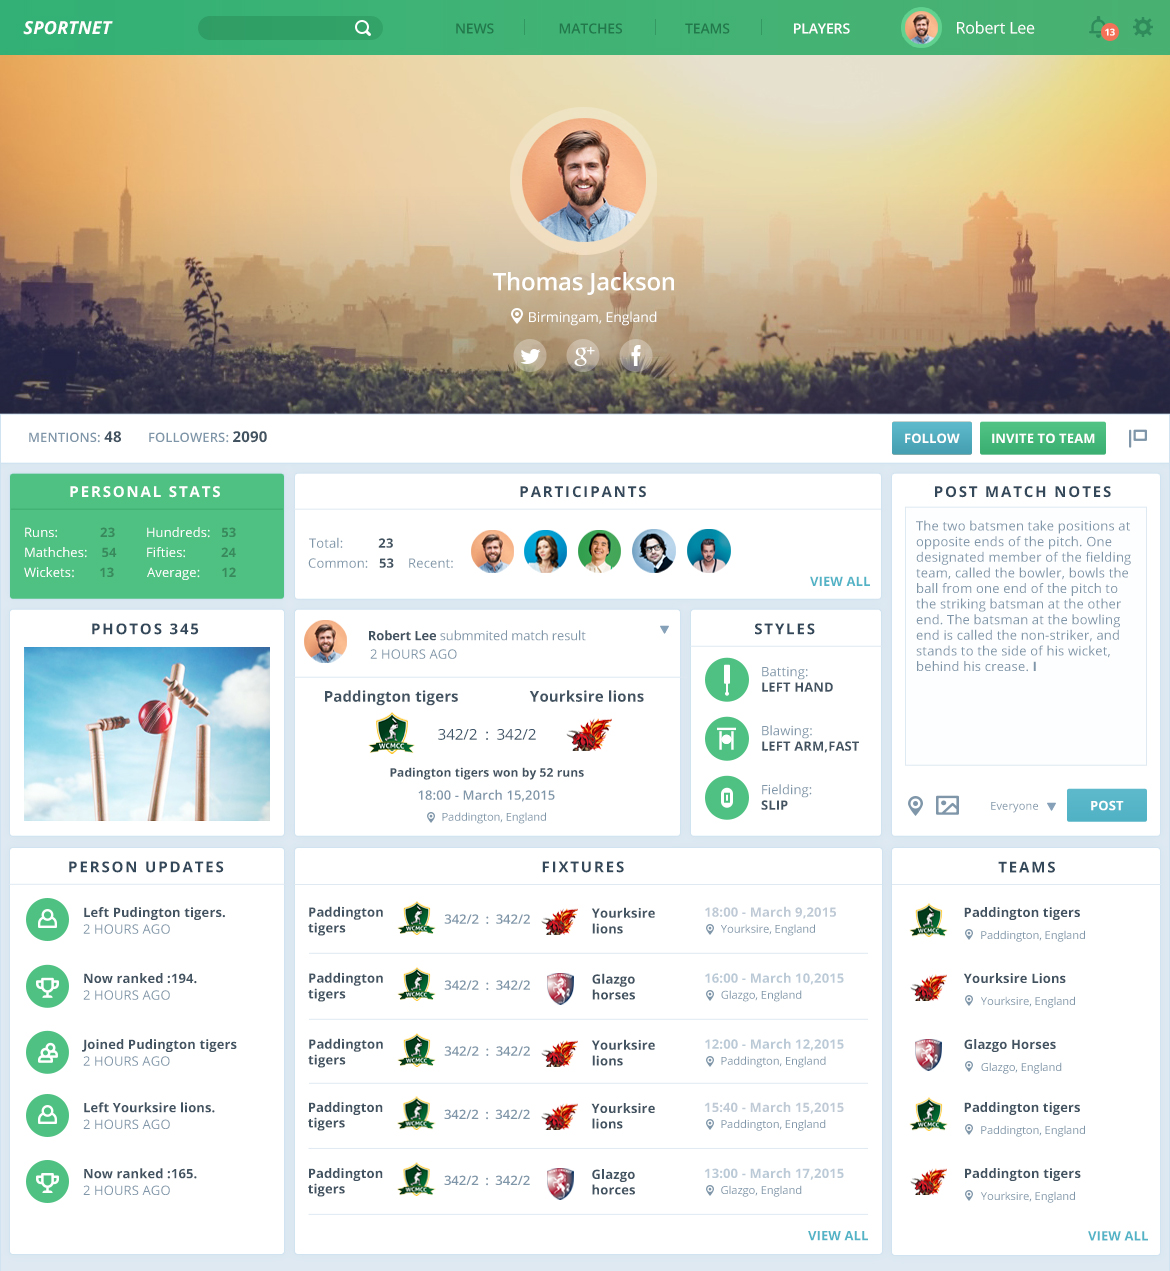 SPORTNET
NEWS
MATCHES
TEAMS
PLAYERS
Robert Lee
13
Thomas Jackson
Birmingam, England
g+
f
MENTIONS: 48
FOLLOWERS: 2090
FOLLOW
INVITE TO TEAM
PERSONAL STATS
Runs: 23 Hundreds: 53
Mathches: 54 Fifties: 24
Wickets: 13 Average: 12
PARTICIPANTS
Total: 23
Common: 53 Recent:
VIEW ALL
POST MATCH NOTES
The two batsmen take positions at
opposite ends of the pitch. One
designated member of the fielding
team, called the bowler, bowls the
ball from one end of the pitch to
the striking batsman at the other
end. The batsman at the bowling
end is called the non-striker, and
stands to the side of his wicket,
behind his crease.
Everyone
POST
PHOTOS 345
Robert Lee submmited match result
2 HOURS AGO
Paddington tigers
Yourksire lions
WCMCC
342/2 : 342/2
Padington tigers won by 52 runs
18:00 - March 15,2015
Paddington, England
STYLES
Batting:
LEFT HAND
Blawing:
LEFT ARM,FAST
Fielding:
SLIP
PERSON UPDATES
Left Pudington tigers.
2 HOURS AGO
Now ranked :194.
2 HOURS AGO
Joined Pudington tigers
2 HOURS AGO
Left Yourksire lions.
2 HOURS AGO
Now ranked :165.
2 HOURS AGO
FIXTURES
Paddington
tigers
WCMCC
342/2 : 342/2
Yourksire
lions
18:00 - March 9,2015
Yourksire, England
Paddington
tigers
WCMCC
342/2 : 342/2
Glazgo
horses
16:00 - March 10,2015
Glazgo, England
Paddington
tigers
WCMCC
342/2 : 342/2
Yourksire
lions
12:00 - March 12,2015
Paddington, England
Paddington
tigers
WCMCC
342/2 : 342/2
Yourksire
lions
15:40 - March 15,2015
Paddington, England
Paddington
tigers
WCMCC
342/2 : 342/2
Glazgo
horces
13:00 - March 17,2015
Glazgo, England
VIEW ALL
TEAMS
WCMCC
Paddington tigers
Paddington, England
Yourksire Lions
Yourksire, England
Glazgo Horses
Glazgo, England
WCMCC
Paddington tigers
Paddington, England
Paddington tigers
Yourksire, England
VIEW ALL